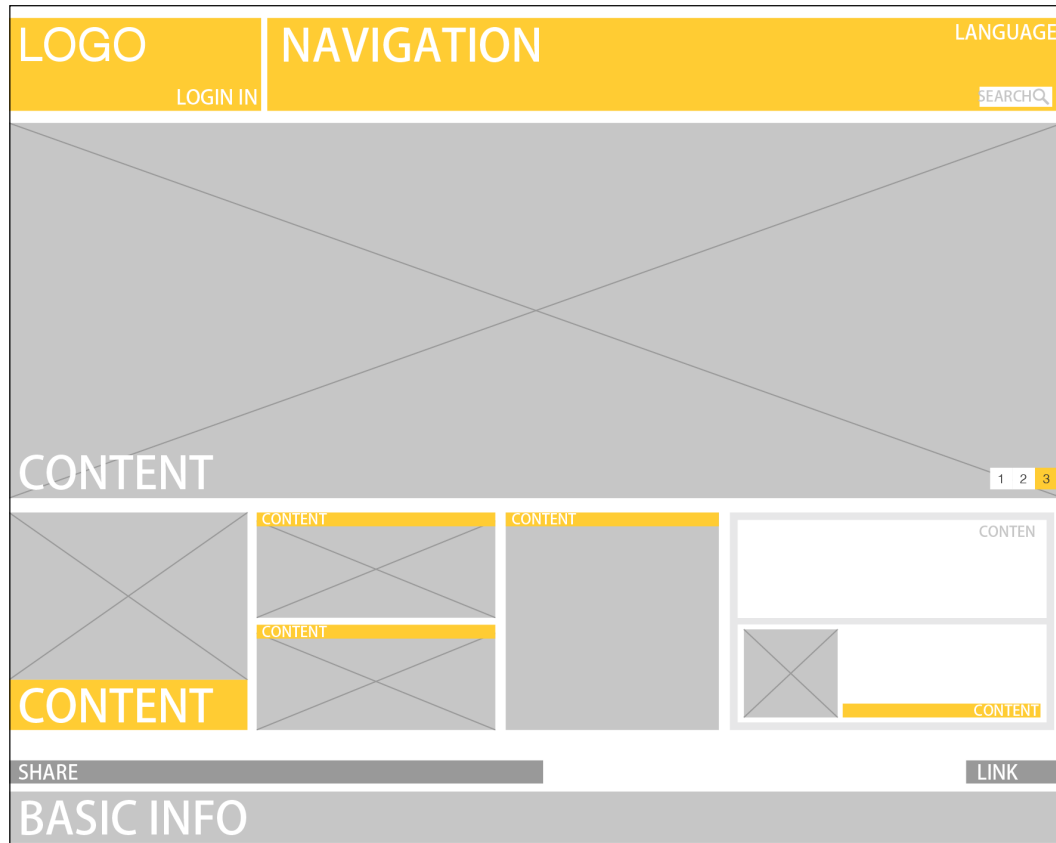 LOGO
LOGIN IN
NAVIGATION
LANGUAGE
SEARCH
CONTENT
1 2 3
CONTENT
CONTENT
CONTENT
CONTENT
CONTEN
CONTENT
SHARE
LINK
BASIC INFO